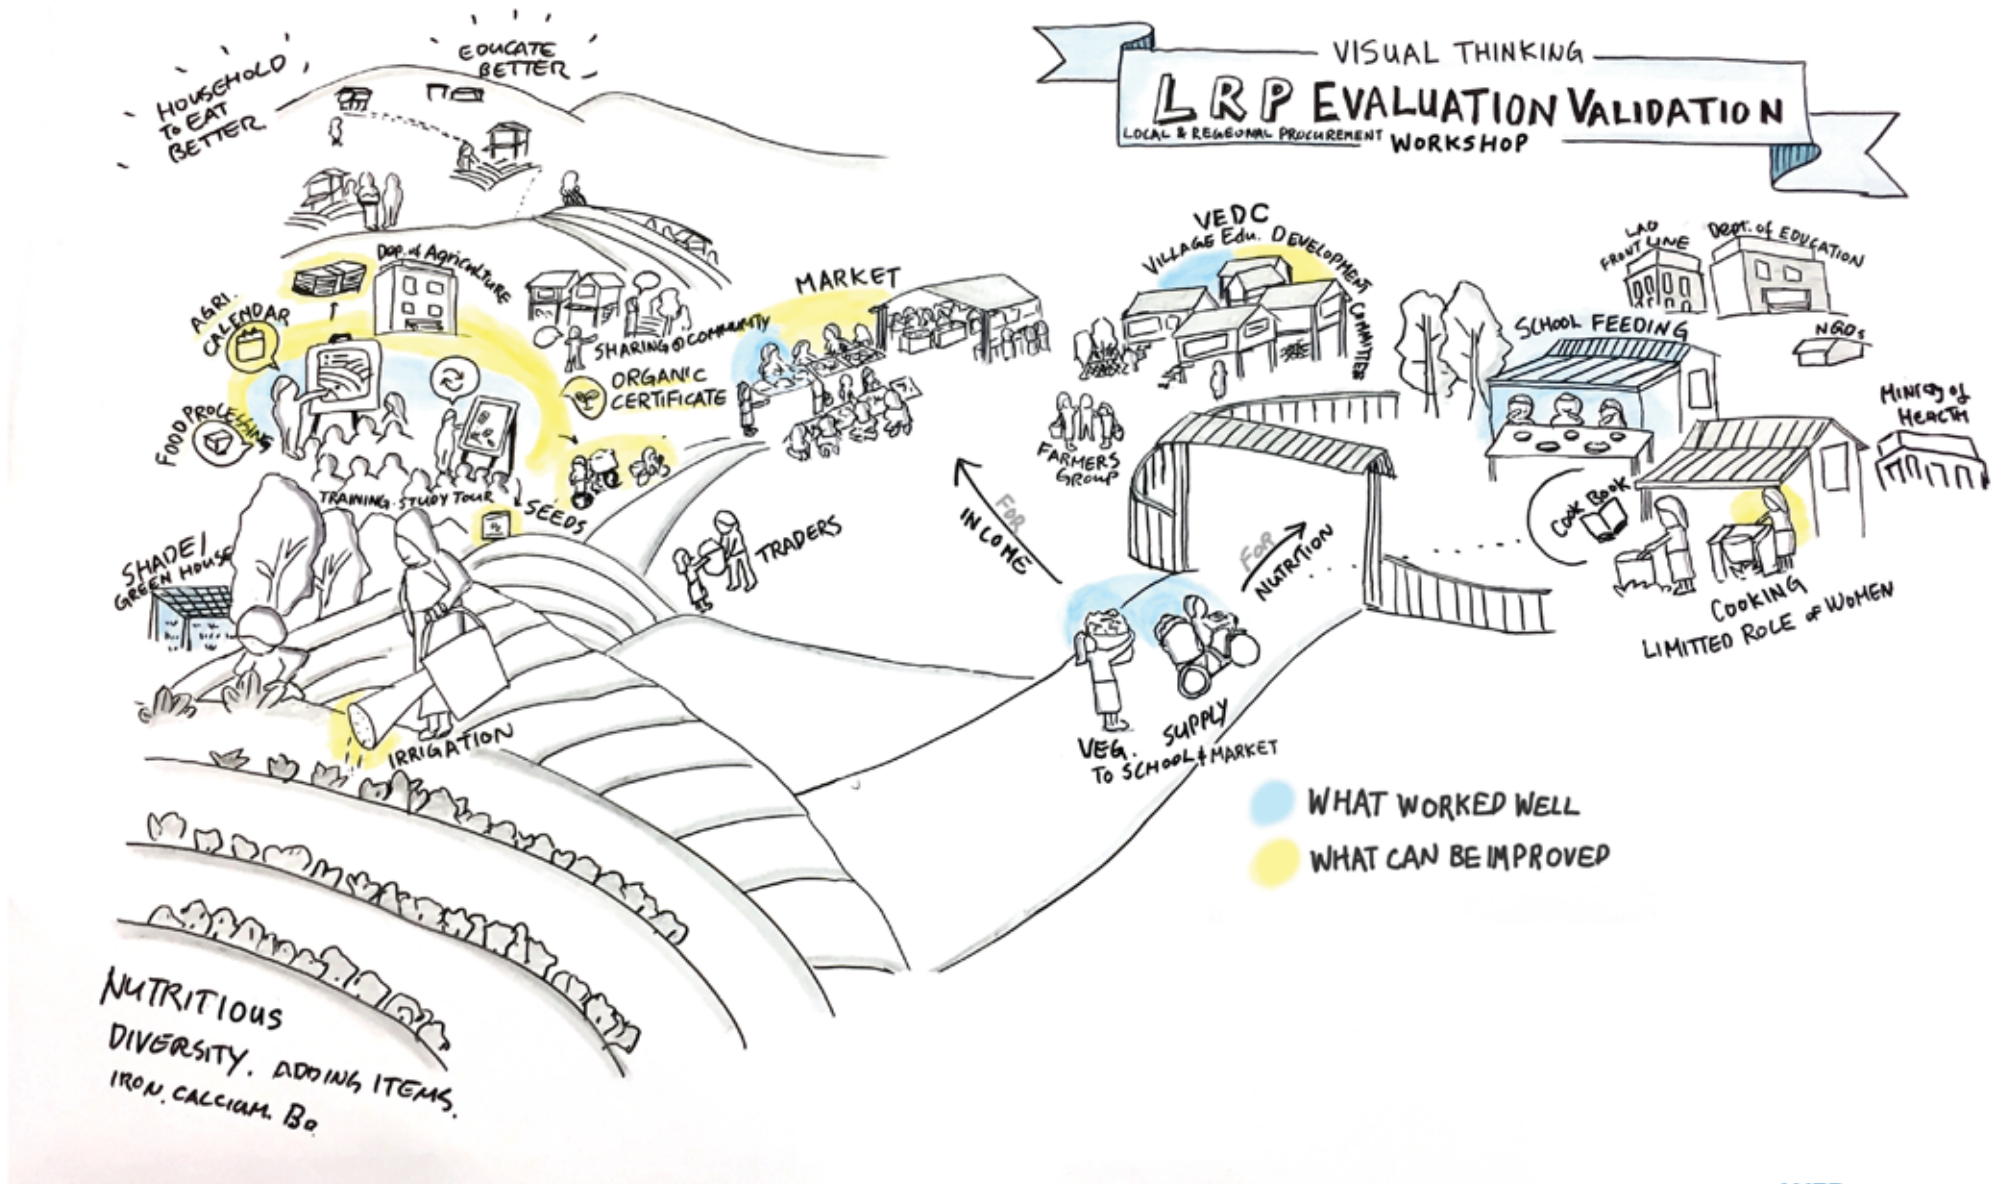 VISUAL THINKING
LRP EVALUATION VALIDATION
LOCAL & REGEUNAL PROCUREMENT
WORKSHOP
HOUSEHOLD
TO EAT
BETTER
EDUCATE
BETTER
Dep. of Agriculture
AGRI.
CALENDAR
FOOD PROCESSING
TRAINING. STUDY TOUR
SHARING @ COMMUNITY
ORGANIC
CERTIFICATE
SEEDS
SHADE/
GREEN HOUSE
IRRIGATION
MARKET
TRADERS
FOR
INCOME
FOR
NUTRITION
VEDC
VILLAGE Edu. DEVELOPMENT COMMITTEE
FARMERS
GROUP
LAO
FRONT LINE
Dept. of EDUCATION
SCHOOL FEEDING
NGOs
MINISTRY of
HEALTH
COOK BOOK
COOKING
LIMITTED ROLE of WOMEN
VEG. SUPPLY
TO SCHOOL & MARKET
WHAT WORKED WELL
WHAT CAN BE IMPROVED
NUTRITIOUS
DIVERSITY. ADDING ITEMS.
IRON. CALCIUM.